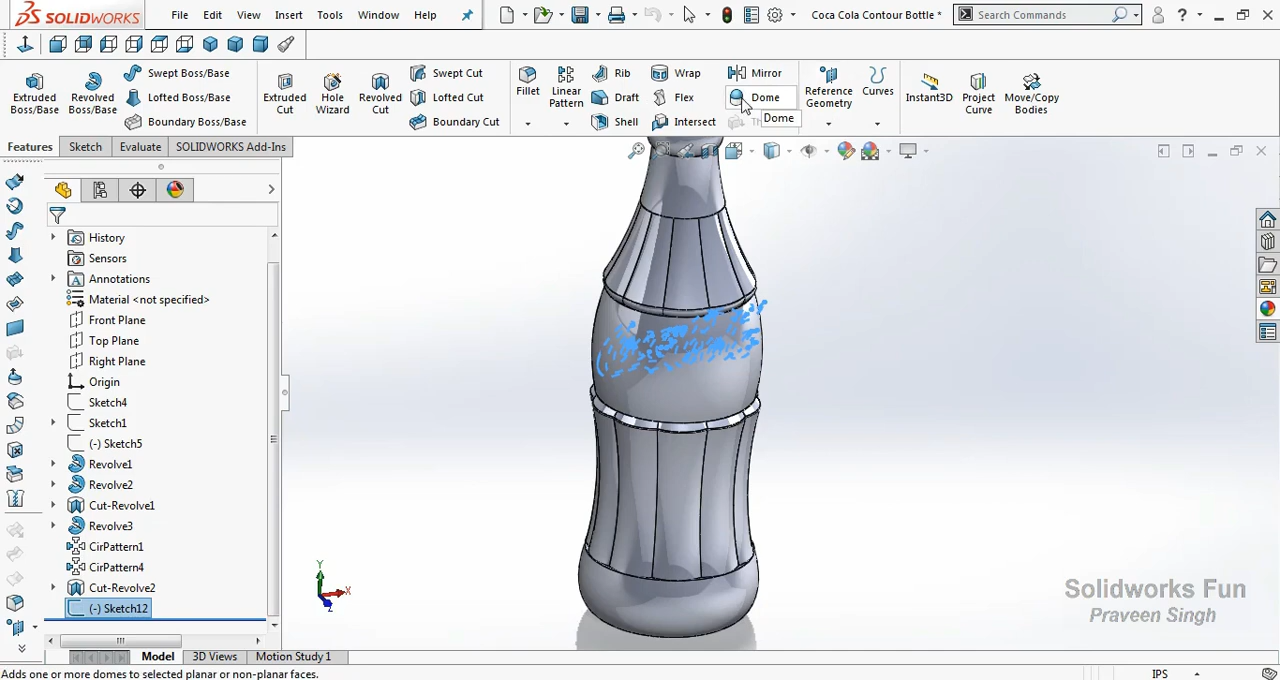 SOLIDWORKS File Edit View Insert Tools Window Help Coca Cola Contour Bottle * Search Commands ?
Extruded Boss/Base
Revolved Boss/Base
Swept Boss/Base
Lofted Boss/Base
Boundary Boss/Base
Extruded Cut
Hole Wizard
Revolved Cut
Swept Cut
Lofted Cut
Boundary Cut
Fillet
Linear Pattern
Rib
Draft
Shell
Wrap
Flex
Intersect
Mirror
Dome
Th
Dome
Reference Geometry
Curves
Instant3D
Project Curve
Move/Copy Bodies
Features Sketch Evaluate SOLIDWORKS Add-Ins
History
Sensors
Annotations
Material <not specified>
Front Plane
Top Plane
Right Plane
Origin
Sketch4
Sketch1
(-) Sketch5
Revolve1
Revolve2
Cut-Revolve1
Revolve3
CirPattern1
CirPattern4
Cut-Revolve2
(-) Sketch12
Y
X
Z
Solidworks Fun
Praveen Singh
Model 3D Views Motion Study 1
Adds one or more domes to selected planar or non-planar faces. IPS